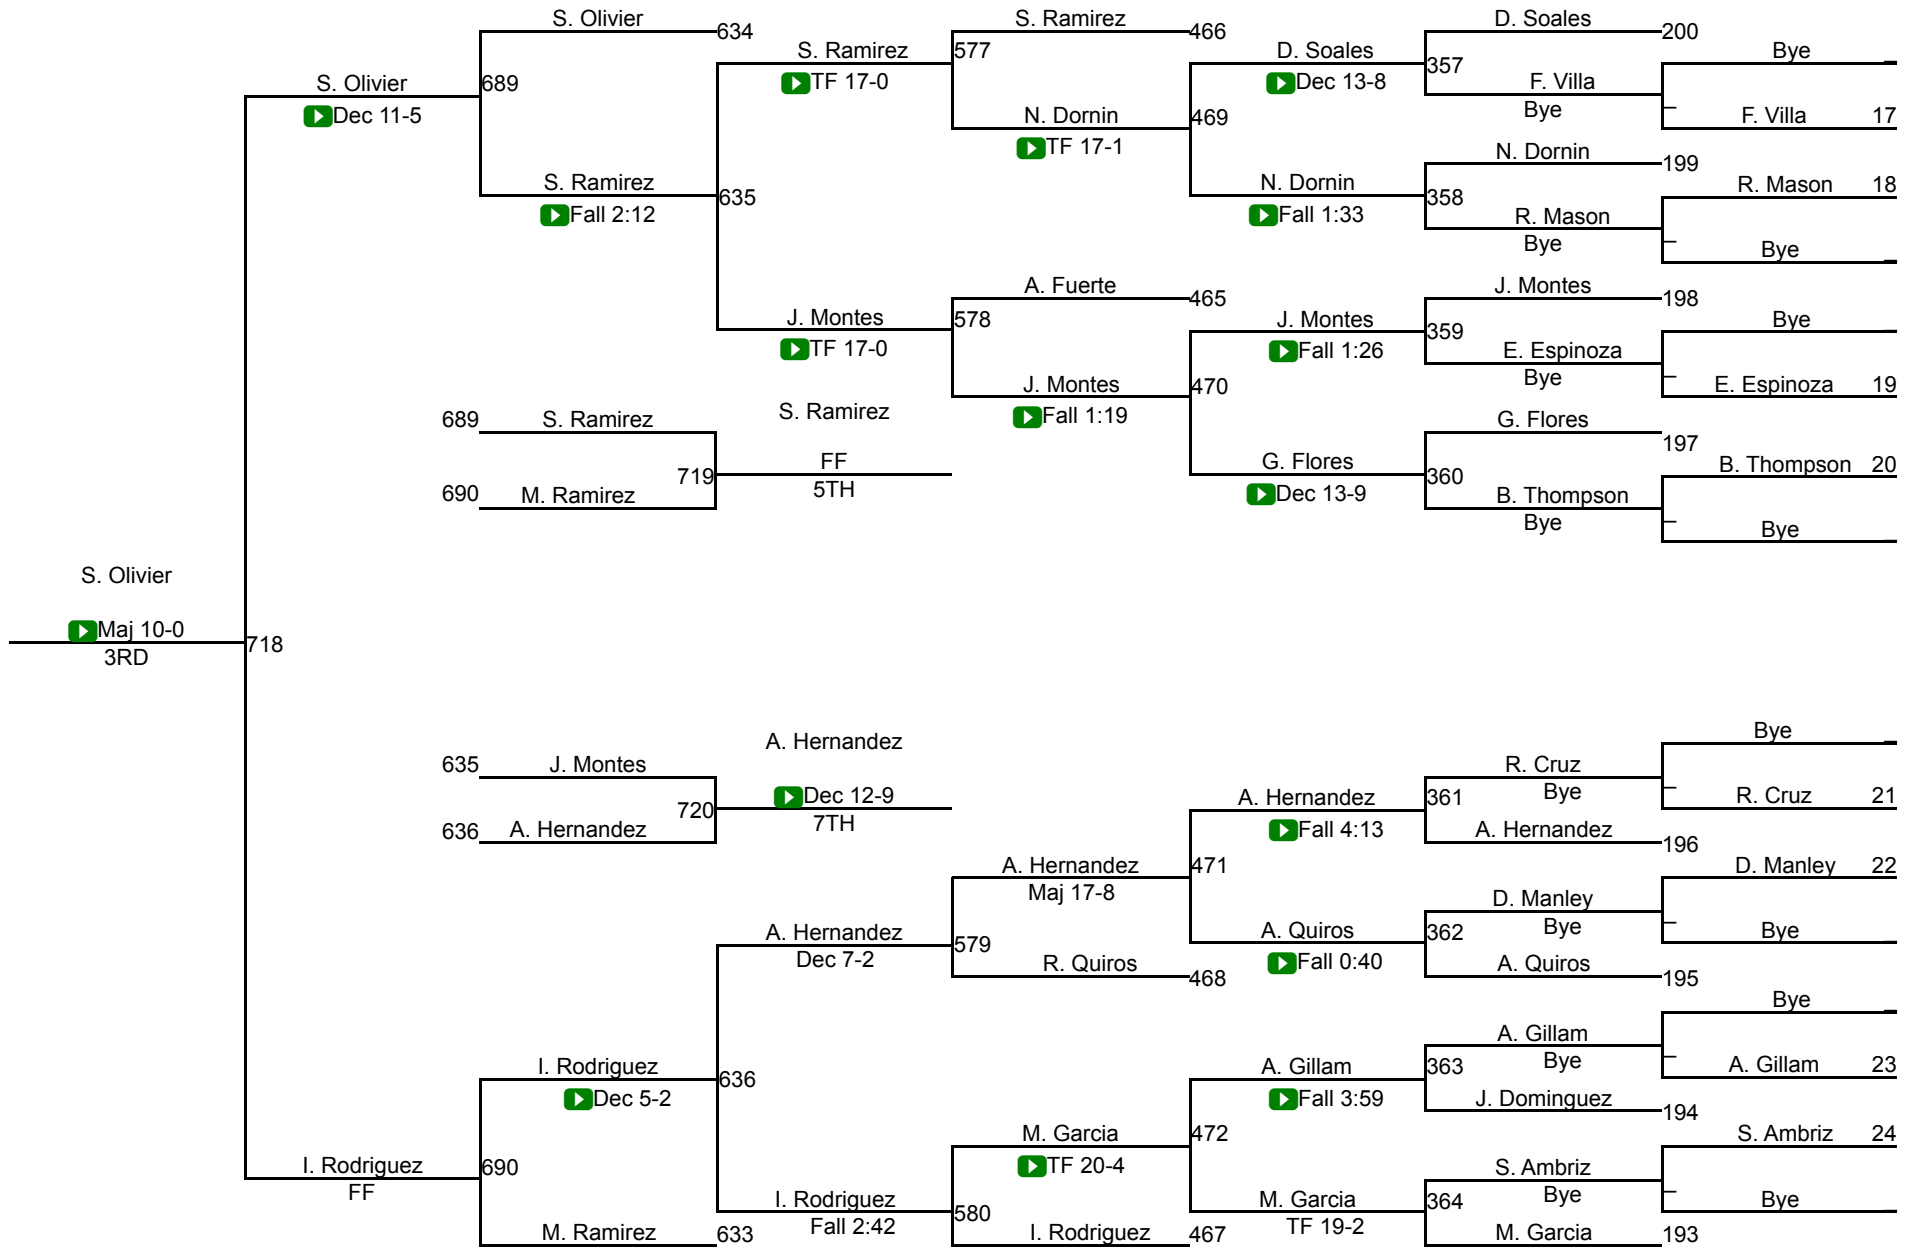 S. Olivier
634
S. Ramirez
466
D. Soales
200
S. Ramirez
577
D. Soales
Bye
_
S. Olivier
689
TF 17-0
Dec 13-8
357
F. Villa
Bye
Dec 11-5
N. Dornin
469
F. Villa
17
TF 17-1
N. Dornin
199
S. Ramirez
635
N. Dornin
358
R. Mason
18
Fall 2:12
Fall 1:33
R. Mason
Bye
Bye
_
A. Fuerte
465
J. Montes
198
J. Montes
578
J. Montes
359
Bye
_
TF 17-0
Fall 1:26
E. Espinoza
Bye
J. Montes
470
E. Espinoza
19
689
S. Ramirez
S. Ramirez
Fall 1:19
G. Flores
197
719
FF
5TH
G. Flores
360
B. Thompson
20
690
M. Ramirez
Dec 13-9
B. Thompson
Bye
Bye
_
S. Olivier
Maj 10-0
718
3RD
A. Hernandez
Bye
_
635
J. Montes
R. Cruz
Bye
720
Dec 12-9
7TH
A. Hernandez
361
R. Cruz
21
636
A. Hernandez
Fall 4:13
A. Hernandez
196
A. Hernandez
471
D. Manley
22
Maj 17-8
D. Manley
Bye
A. Hernandez
579
A. Quiros
362
Bye
_
Dec 7-2
R. Quiros
468
Fall 0:40
A. Quiros
195
Bye
_
A. Gillam
Bye
I. Rodriguez
636
A. Gillam
363
A. Gillam
23
Dec 5-2
Fall 3:59
J. Dominguez
194
M. Garcia
472
S. Ambriz
24
I. Rodriguez
690
TF 20-4
S. Ambriz
Bye
FF
I. Rodriguez
580
M. Garcia
364
Bye
_
Fall 2:42
TF 19-2
M. Ramirez
633
I. Rodriguez
467
M. Garcia
193